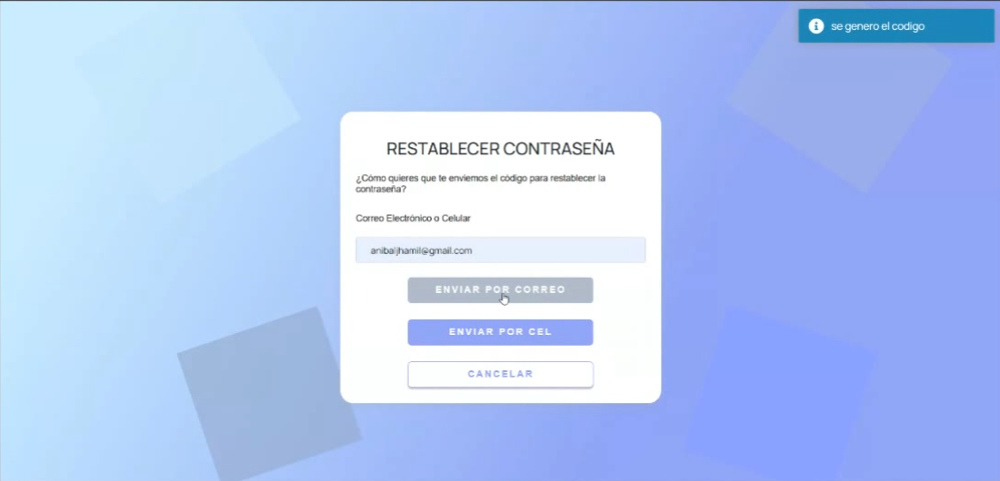 se genero el codigo
RESTABLECER CONTRASEÑA
¿Cómo quieres que te enviemos el código para restablecer la
contraseña?
Correo Electrónico o Celular
anibaljhamil@gmail.com
ENVIAR POR CORREO
ENVIAR POR CEL
CANCELAR